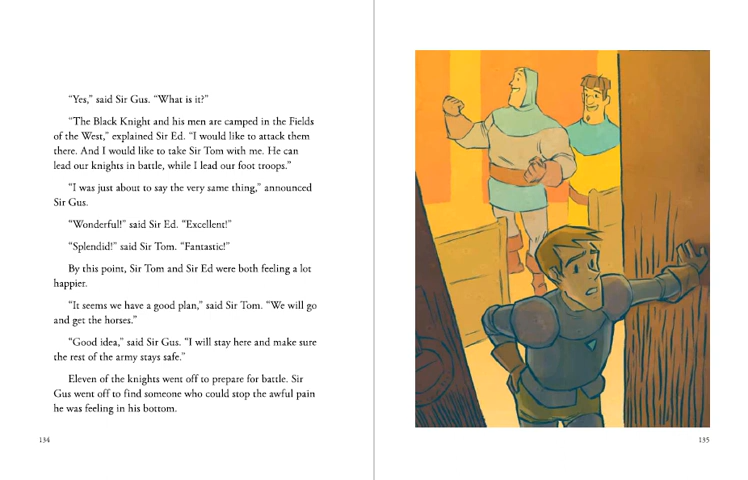 “Yes,” said Sir Gus. “What is it?”
“The Black Knight and his men are camped in the Fields
of the West,” explained Sir Ed. “I would like to attack them
there. And I would like to take Sir Tom with me. He can
lead our knights in battle, while I lead our foot troops.”
“I was just about to say the very same thing,” announced
Sir Gus.
“Wonderful!” said Sir Ed. “Excellent!”
“Splendid!” said Sir Tom. “Fantastic!”
By this point, Sir Tom and Sir Ed were both feeling a lot
happier.
“It seems we have a good plan,” said Sir Tom. “We will go
and get the horses.”
“Good idea,” said Sir Gus. “I will stay here and make sure
the rest of the army stays safe.”
Eleven of the knights went off to prepare for battle. Sir
Gus went off to find someone who could stop the awful pain
he was feeling in his bottom.
134
135